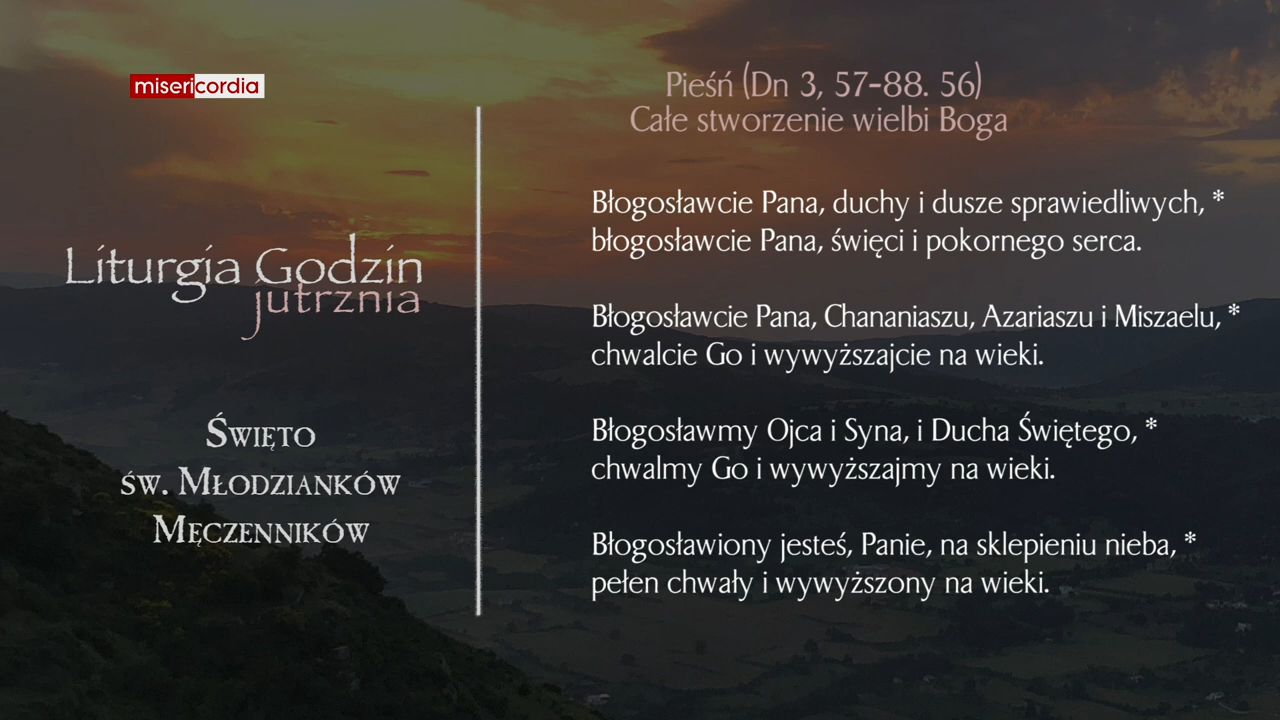 misericordia
Liturgia Godzin
jutrznia
Święto
św. Młodzianków
Męczenników
Pieśń (Dn 3, 57-88. 56)
Całe stworzenie wielbi Boga
Błogosławcie Pana, duchy i dusze sprawiedliwych, *
błogosławcie Pana, święci i pokornego serca.
Błogosławcie Pana, Chananiaszu, Azariaszu i Miszaelu, *
chwalcie Go i wywyższajcie na wieki.
Błogosławmy Ojca i Syna, i Ducha Świętego, *
chwalmy Go i wywyższajmy na wieki.
Błogosławiony jesteś, Panie, na sklepieniu nieba, *
pełen chwały i wywyższony na wieki.